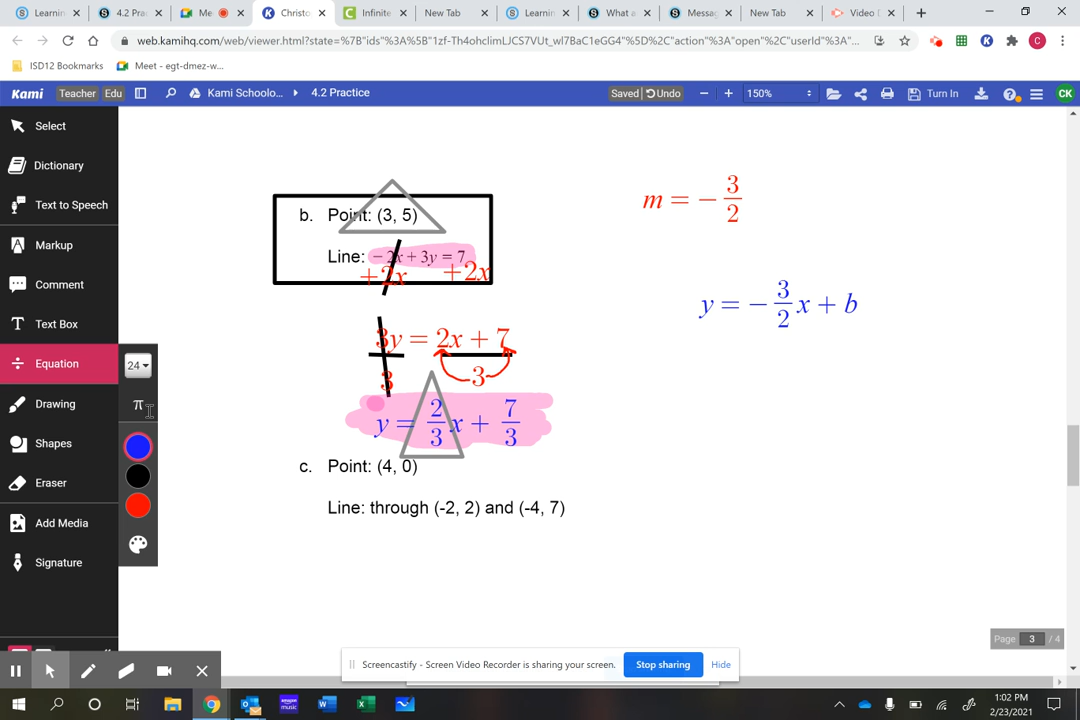 Learnin
4.2 Prac
Me
Christo
Infinite
New Tab
Learnin
What a
Messag
New Tab
Video
web.kamihq.com/web/viewer.html?state=%7B"ids"%3A%5B"1zf-Th4ohclimLJCS7VUt_wl7BaC1eGG4"%5D%2C"action"%3A"open"%2C"userId"%3A"...
ISD12 Bookmarks Meet - egt-dmez-w...
Kami Teacher Edu Kami Schoolo... 4.2 Practice Saved Undo 150% Turn In CK
Select
Dictionary
Text to Speech
Markup
Comment
Text Box
Equation
Drawing
Shapes
Eraser
Add Media
Signature
24
π
b. Point: (3, 5)
Line: −2x + 3y = 7
+2x +2x
3y = 2x + 7
3 3
y = 2/3 x + 7/3
m = − 3/2
y = − 3/2 x + b
c. Point: (4, 0)
Line: through (-2, 2) and (-4, 7)
Page 3 / 4
Screencastify - Screen Video Recorder is sharing your screen. Stop sharing Hide
1:02 PM
2/23/2021